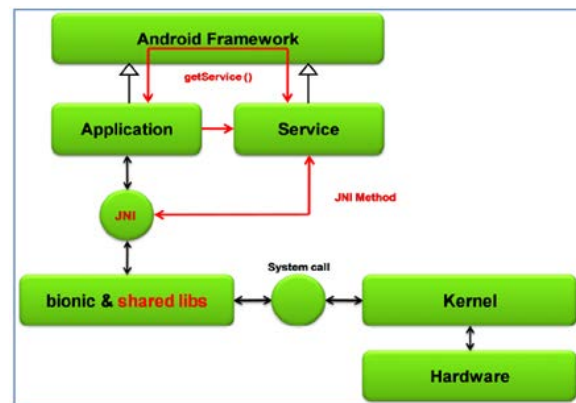 Android Framework
getService ()
Application
Service
JNI
JNI Method
System call
bionic & shared libs
Kernel
Hardware